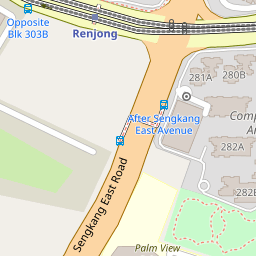 Opposite
Blk 303B
Renjong
281A
280B
After Sengkang
East Avenue
282A
Sengkang East Road
Palm View